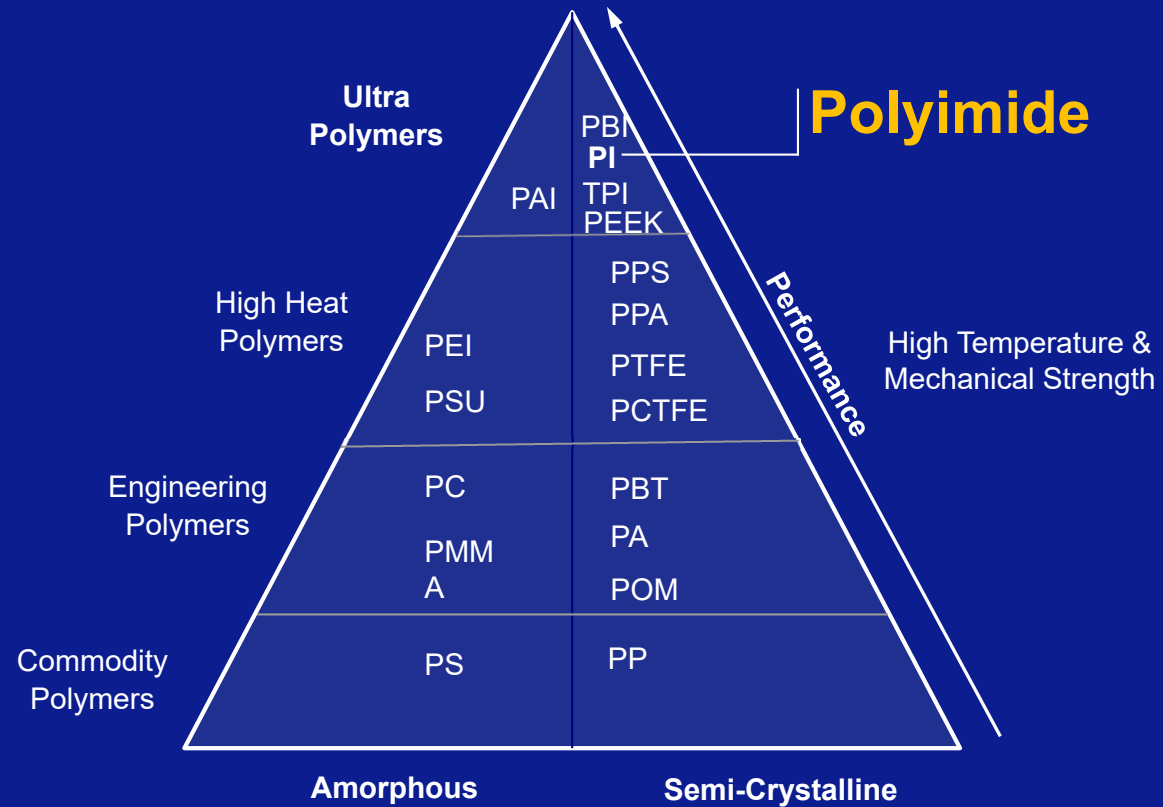 Ultra
Polymers
Polyimide
PBI
PI
PAI
TPI
PEEK
High Heat
Polymers
PPS
PPA
PEI
PTFE
PSU
PCTFE
Performance
High Temperature &
Mechanical Strength
Engineering
Polymers
PC
PBT
PA
PMM
A
POM
Commodity
Polymers
PS
PP
Amorphous
Semi-Crystalline